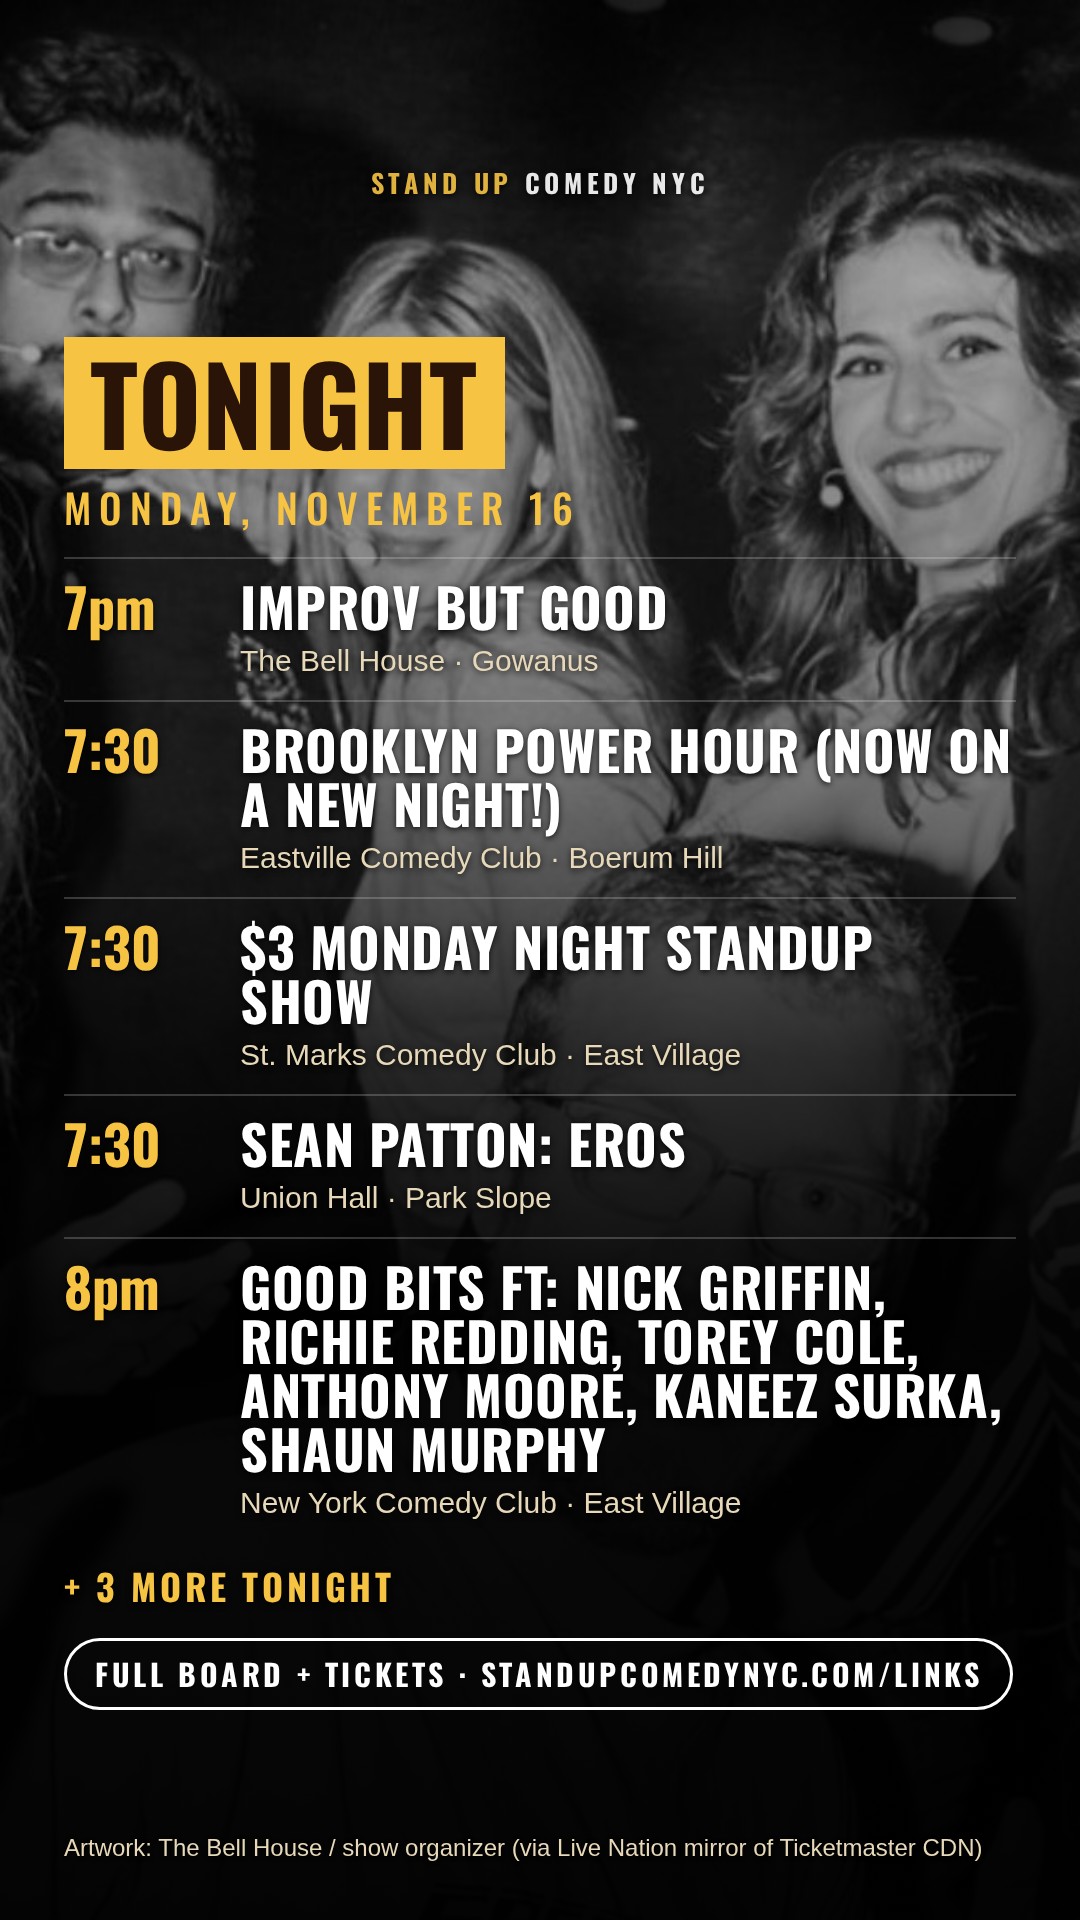 STAND UP COMEDY NYC
TONIGHT
MONDAY, NOVEMBER 16
7pm
IMPROV BUT GOOD
The Bell House · Gowanus
7:30
BROOKLYN POWER HOUR (NOW ON
A NEW NIGHT!)
Eastville Comedy Club · Boerum Hill
7:30
$3 MONDAY NIGHT STANDUP
SHOW
St. Marks Comedy Club · East Village
7:30
SEAN PATTON: EROS
Union Hall · Park Slope
8pm
GOOD BITS FT: NICK GRIFFIN,
RICHIE REDDING, TOREY COLE,
ANTHONY MOORE, KANEEZ SURKA,
SHAUN MURPHY
New York Comedy Club · East Village
+ 3 MORE TONIGHT
FULL BOARD + TICKETS · STANDUPCOMEDYNYC.COM/LINKS
Artwork: The Bell House / show organizer (via Live Nation mirror of Ticketmaster CDN)